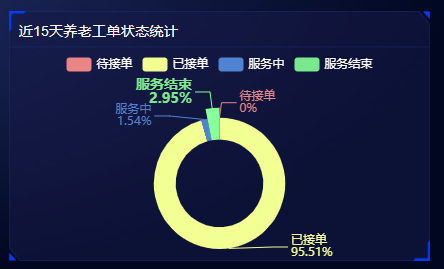 近15天养老工单状态统计
待接单 已接单 服务中 服务结束
服务结束
2.95%
待接单
0%
服务中
1.54%
已接单
95.51%